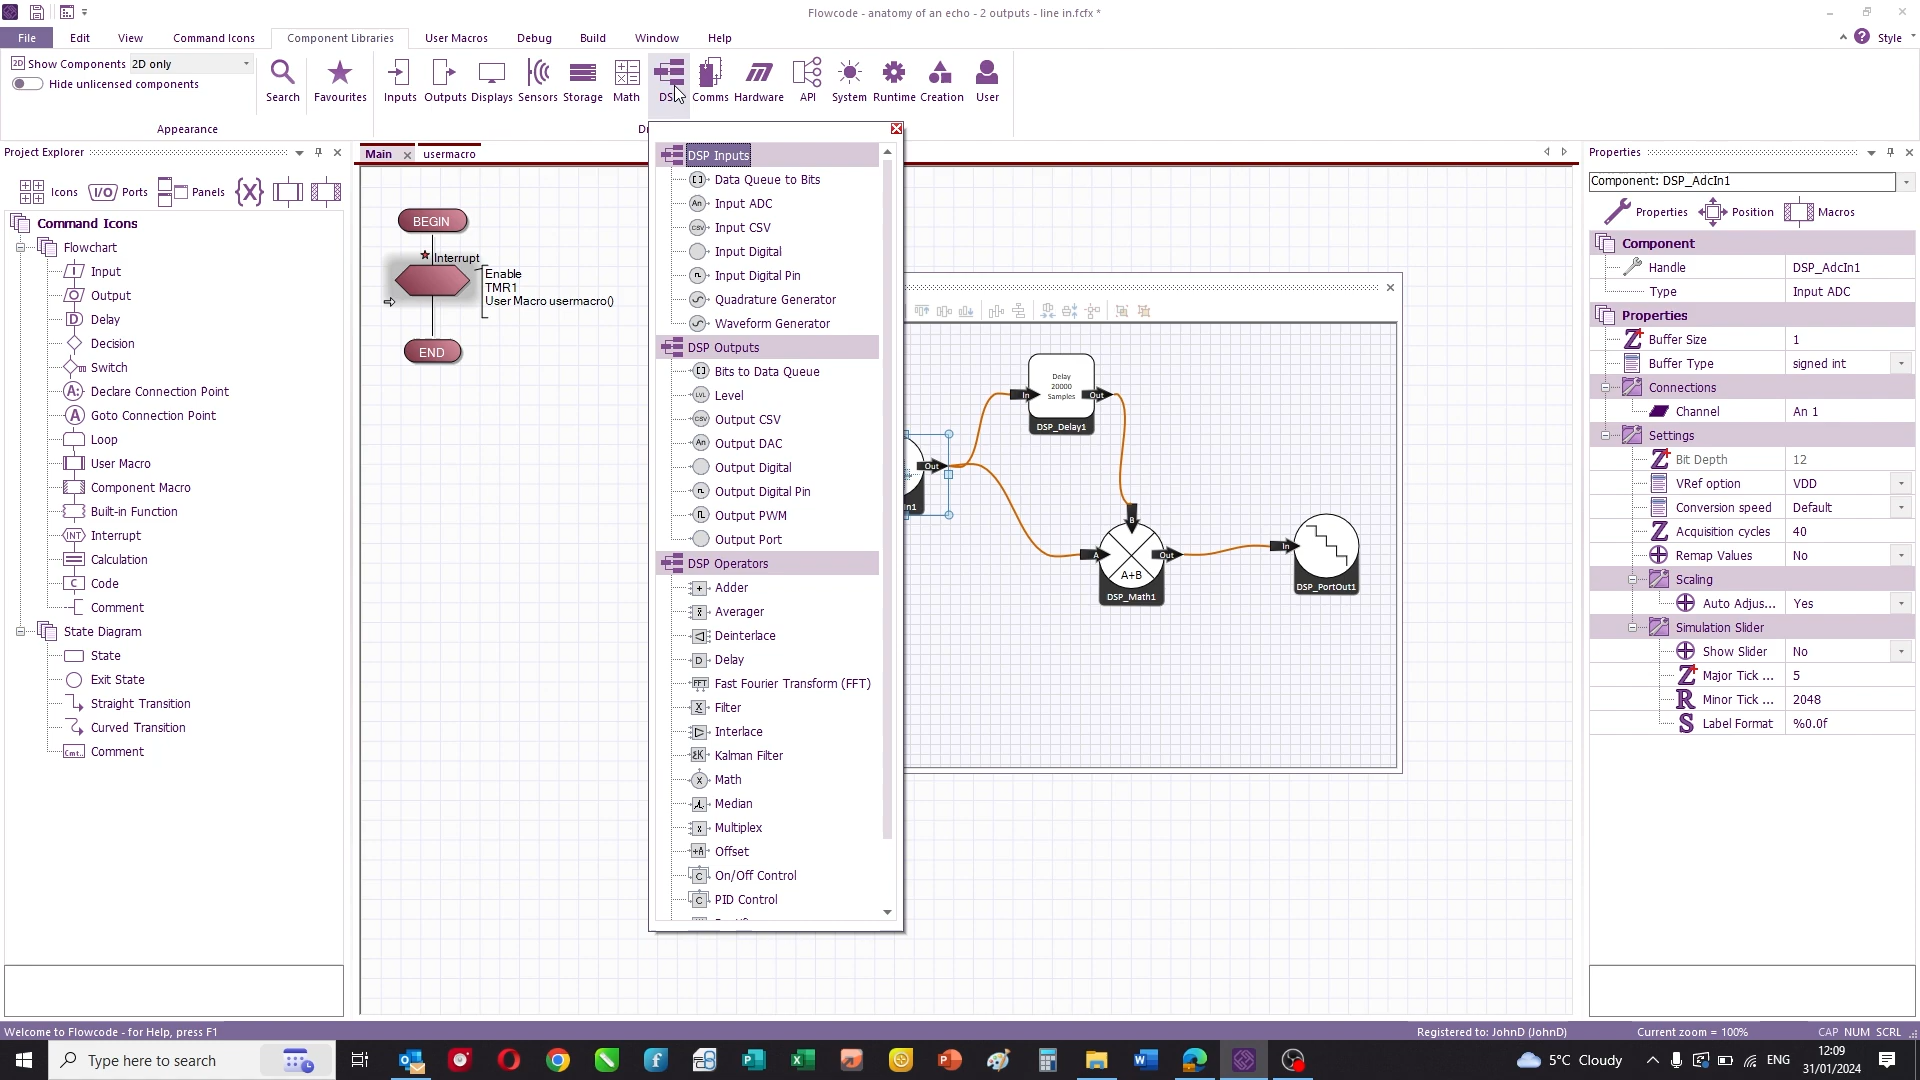 Flowcode - anatomy of an echo - 2 outputs - line in.fcfx *
File Edit View Command Icons Component Libraries User Macros Debug Build Window Help Style
2D Show Components 2D only
Hide unlicensed components
Search Favourites Inputs Outputs Displays Sensors Storage Math DSP Comms Hardware API System Runtime Creation User
Appearance
Project Explorer
Icons Ports Panels
Command Icons
Flowchart
Input
Output
Delay
Decision
Switch
Declare Connection Point
Goto Connection Point
Loop
User Macro
Component Macro
Built-in Function
Interrupt
Calculation
Code
Comment
State Diagram
State
Exit State
Straight Transition
Curved Transition
Comment
Main usermacro
BEGIN
Interrupt
Enable
TMR1
User Macro usermacro()
END
DSP Inputs
Data Queue to Bits
Input ADC
Input CSV
Input Digital
Input Digital Pin
Quadrature Generator
Waveform Generator
DSP Outputs
Bits to Data Queue
Level
Output CSV
Output DAC
Output Digital
Output Digital Pin
Output PWM
Output Port
DSP Operators
Adder
Averager
Deinterlace
Delay
Fast Fourier Transform (FFT)
Filter
Interlace
Kalman Filter
Math
Median
Multiplex
Offset
On/Off Control
PID Control
Delay
20000
Samples
In Out
DSP_Delay1
Out
In1
B
A Out
A+B
DSP_Math1
In
DSP_PortOut1
Properties
Component: DSP_AdcIn1
Properties Position Macros
Component
Handle DSP_AdcIn1
Type Input ADC
Properties
Buffer Size 1
Buffer Type signed int
Connections
Channel An 1
Settings
Bit Depth 12
VRef option VDD
Conversion speed Default
Acquisition cycles 40
Remap Values No
Scaling
Auto Adjus... Yes
Simulation Slider
Show Slider No
Major Tick ... 5
Minor Tick ... 2048
Label Format %0.0f
Welcome to Flowcode - for Help, press F1
Registered to: JohnD (JohnD) Current zoom = 100% CAP NUM SCRL
Type here to search
5°C Cloudy ENG
12:09
31/01/2024